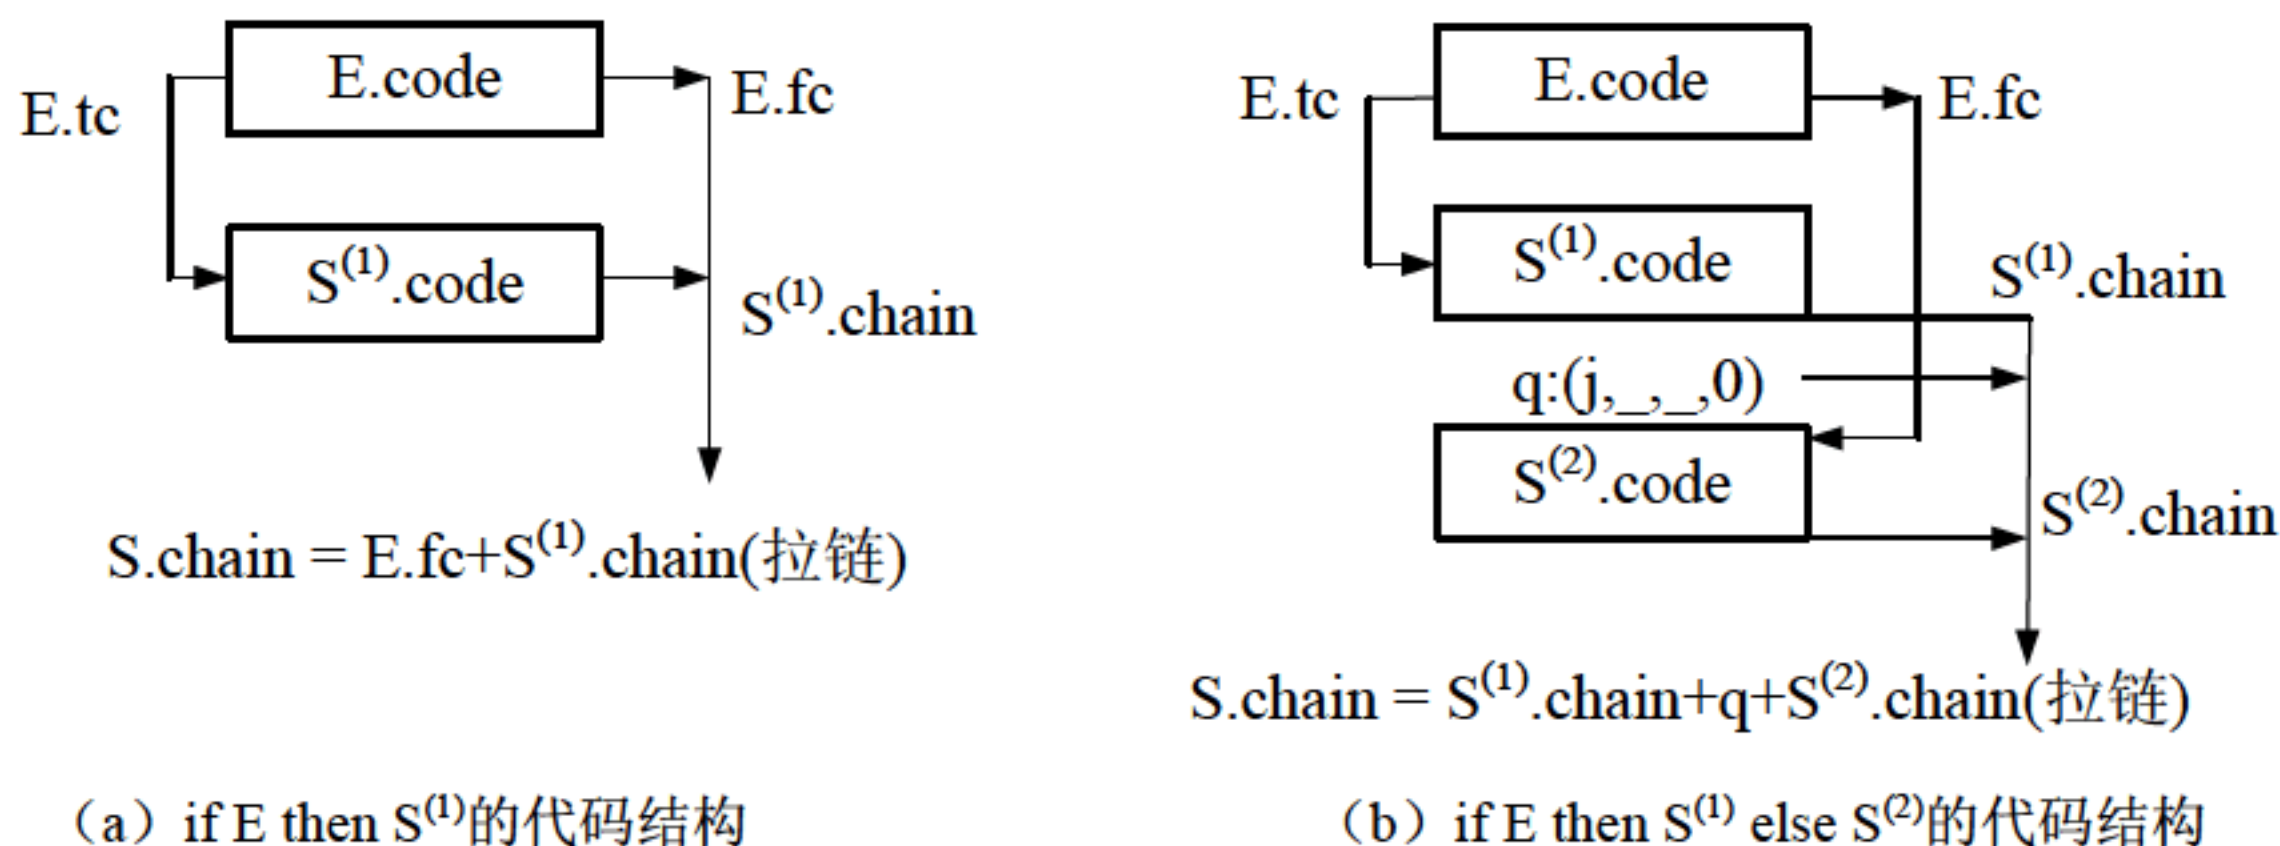 E.code
E.tc
E.fc
S⁽¹⁾.code
S⁽¹⁾.chain
S.chain = E.fc+S⁽¹⁾.chain(拉链)
（a）if E then S⁽¹⁾的代码结构
E.code
E.tc
E.fc
S⁽¹⁾.code
S⁽¹⁾.chain
q:(j,_,_,0)
S⁽²⁾.code
S⁽²⁾.chain
S.chain = S⁽¹⁾.chain+q+S⁽²⁾.chain(拉链)
（b）if E then S⁽¹⁾ else S⁽²⁾的代码结构